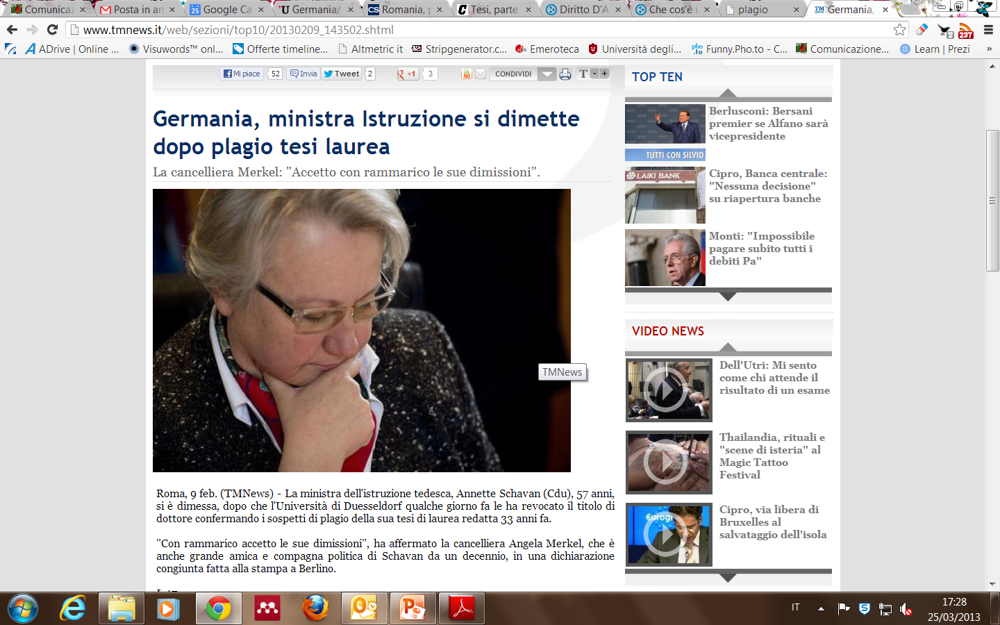 Comunicaz
Posta in arr
Google Ca
Germania/
Romania, p
Tesi, parte
Diritto D'A
Che cos'è i
plagio
Germania,
www.tmnews.it/web/sezioni/top10/20130209_143502.shtml
2
237
ADrive | Online ...
Visuwords™ onl...
Offerte timeline...
Altmetric it
Stripgenerator.c...
Emeroteca
Università degli...
Funny.Pho.to - C...
Comunicazione...
Learn | Prezi
»
Mi piace
52
Invia
Tweet
2
+1
3
CONDIVIDI
T - +
Germania, ministra Istruzione si dimette
dopo plagio tesi laurea
La cancelliera Merkel: "Accetto con rammarico le sue dimissioni".
TMNews
Roma, 9 feb. (TMNews) - La ministra dell'istruzione tedesca, Annette Schavan (Cdu), 57 anni,
si è dimessa, dopo che l'Università di Duesseldorf qualche giorno fa le ha revocato il titolo di
dottore confermando i sospetti di plagio della sua tesi di laurea redatta 33 anni fa.
"Con rammarico accetto le sue dimissioni", ha affermato la cancelliera Angela Merkel, che è
anche grande amica e compagna politica di Schavan da un decennio, in una dichiarazione
congiunta fatta alla stampa a Berlino.
TOP TEN
TUTTI CON SILVIO
Berlusconi: Bersani
premier se Alfano sarà
vicepresidente
LAIKI BANK
Cipro, Banca centrale:
"Nessuna decisione"
su riapertura banche
Monti: "Impossibile
pagare subito tutti i
debiti Pa"
VIDEO NEWS
Dell'Utri: Mi sento
come chi attende il
risultato di un esame
Thailandia, rituali e
"scene di isteria" al
Magic Tattoo
Festival
Eurogr
Cipro, via libera di
Bruxelles al
salvataggio dell'isola
IT
17:28
25/03/2013